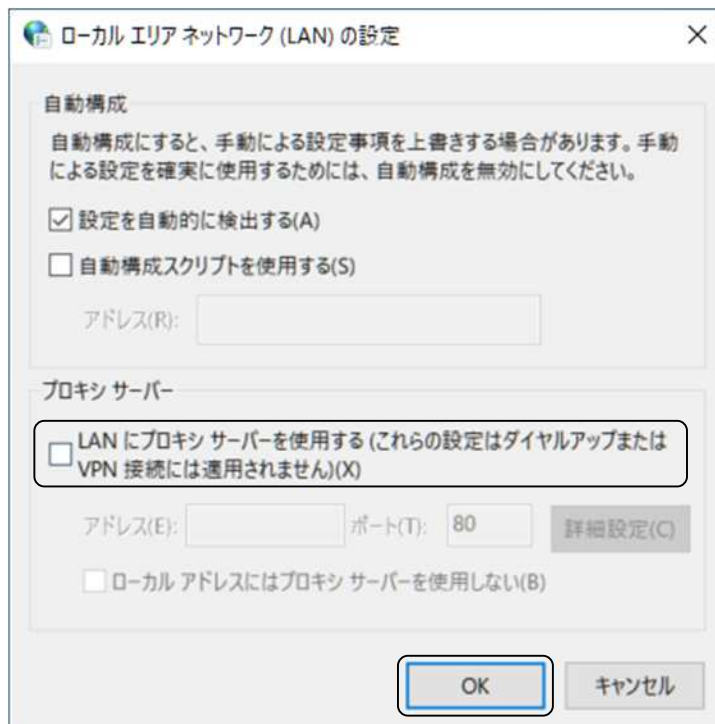 ローカル エリア ネットワーク (LAN) の設定
自動構成
自動構成にすると、手動による設定事項を上書きする場合があります。手動
による設定を確実に使用するためには、自動構成を無効にしてください。
設定を自動的に検出する(A)
自動構成スクリプトを使用する(S)
アドレス(R):
プロキシ サーバー
LAN にプロキシ サーバーを使用する (これらの設定はダイヤルアップまたは
VPN 接続には適用されません)(X)
アドレス(E): ポート(T): 80 詳細設定(C)
ローカル アドレスにはプロキシ サーバーを使用しない(B)
OK キャンセル